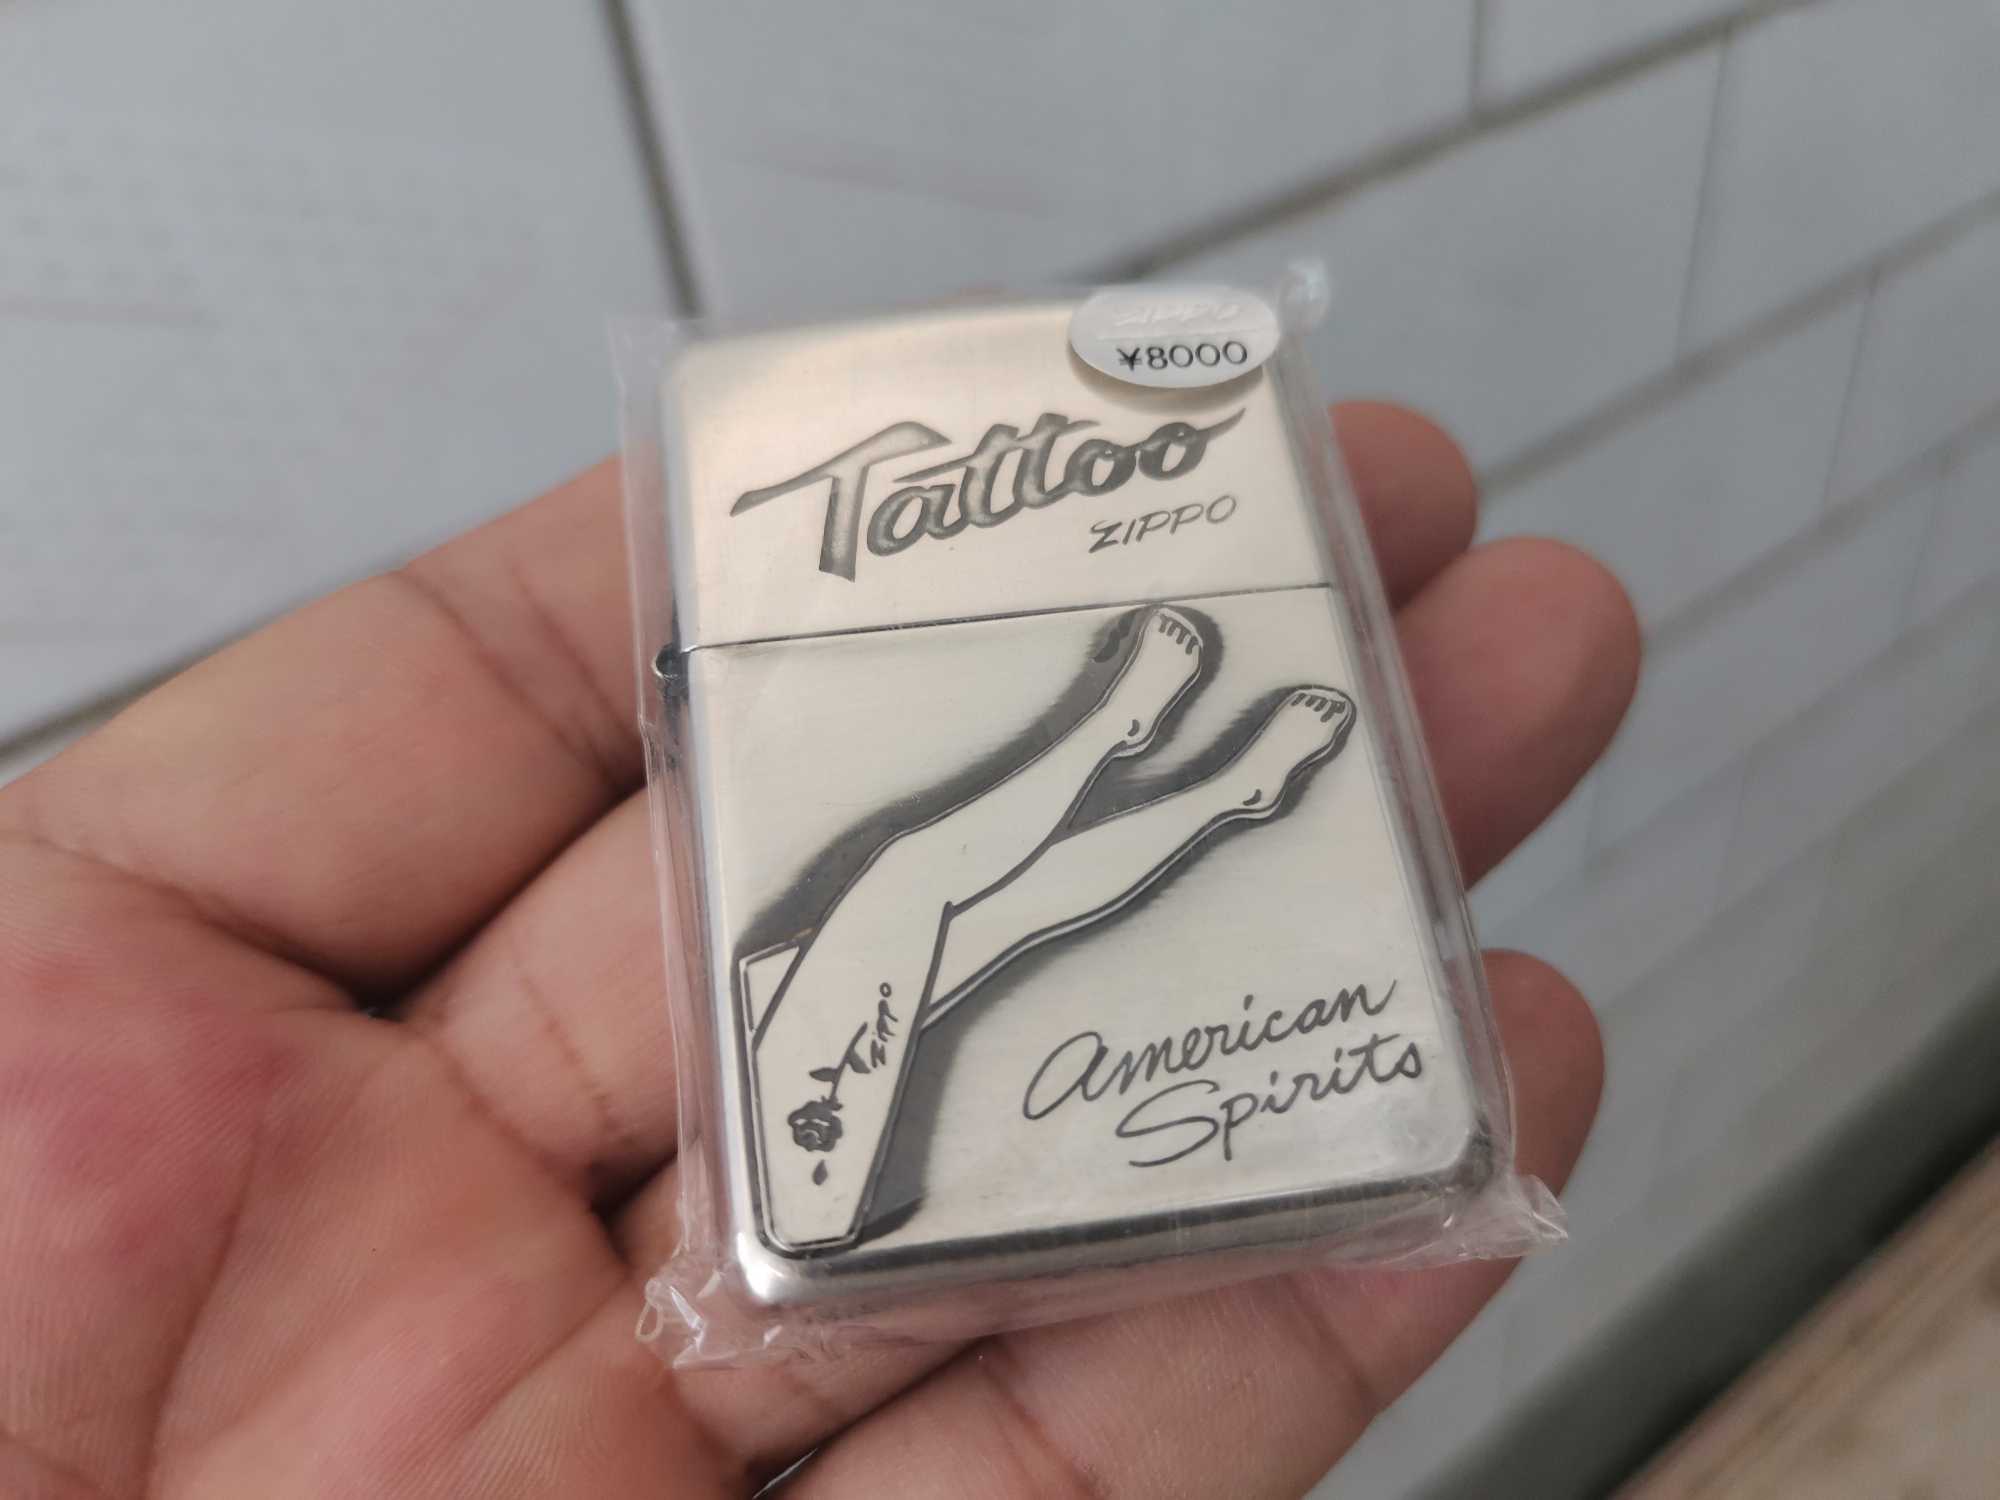 zippo
¥8000
Tattoo
ZIPPO
ZIPPO
American
Spirits